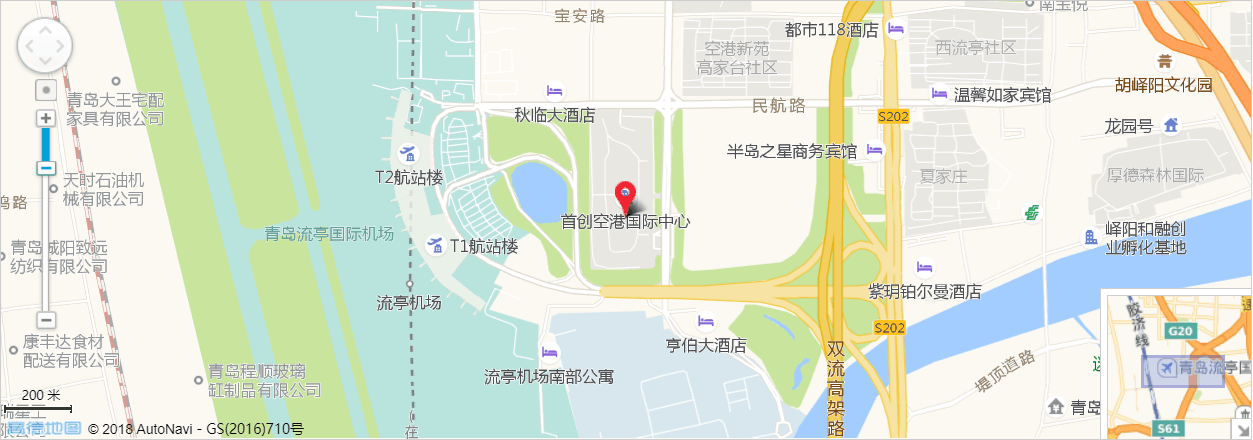 宝安路
南宝悦
都市118酒店
空港新苑
高家台社区
西流亭社区
胡峄阳文化园
青岛大王宅配
家具有限公司
秋临大酒店
民航路
温馨如家宾馆
S202
龙园号
T2航站楼
半岛之星商务宾馆
夏家庄
厚德森林国际
天时石油机
械有限公司
首创空港国际中心
青岛流亭国际机场
T1航站楼
峄阳和融创
业孵化基地
青岛城阳致远
纺织有限公司
流亭机场
紫玥铂尔曼酒店
S202
康丰达食材
配送有限公司
亨伯大酒店
双流高架路
堤顶道路
流亭机场南部公寓
青岛程顺玻璃
缸制品有限公司
青岛
胶济线
G20
青岛流亭国
S61
200 米
高德地图
© 2018 AutoNavi - GS(2016)710号